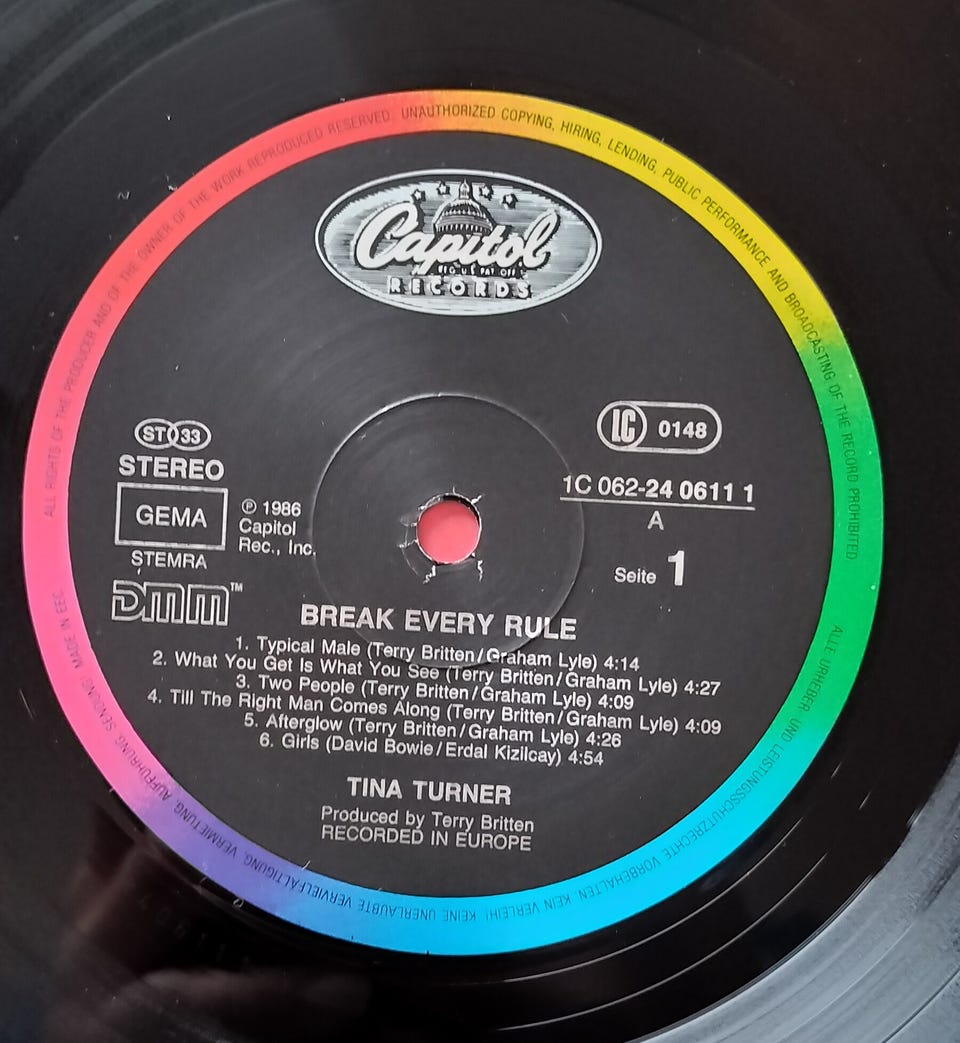 ALL RIGHTS OF THE PRODUCER AND OF THE OWNER OF THE WORK REPRODUCED RESERVED. UNAUTHORIZED COPYING, HIRING, LENDING, PUBLIC PERFORMANCE AND BROADCASTING OF THE RECORD PROHIBITED
Capitol
RECORDS
ST 33
STEREO
GEMA
STEMRA
DMM™
℗ 1986
Capitol
Rec., Inc.
LC 0148
1C 062-24 0611 1
A
Seite 1
BREAK EVERY RULE
1. Typical Male (Terry Britten/Graham Lyle) 4:14
2. What You Get Is What You See (Terry Britten/Graham Lyle) 4:27
3. Two People (Terry Britten/Graham Lyle) 4:09
4. Till The Right Man Comes Along (Terry Britten/Graham Lyle) 4:09
5. Afterglow (Terry Britten/Graham Lyle) 4:26
6. Girls (David Bowie/Erdal Kizilcay) 4:54
TINA TURNER
Produced by Terry Britten
RECORDED IN EUROPE
ALLE URHEBER- UND LEISTUNGSSCHUTZRECHTE VORBEHALTEN KEIN VERLEIH! KEINE UNERLAUBTE VERVIELFÄLTIGUNG, VERMIETUNG, AUFFÜHRUNG, SENDUNG! MADE IN EEC